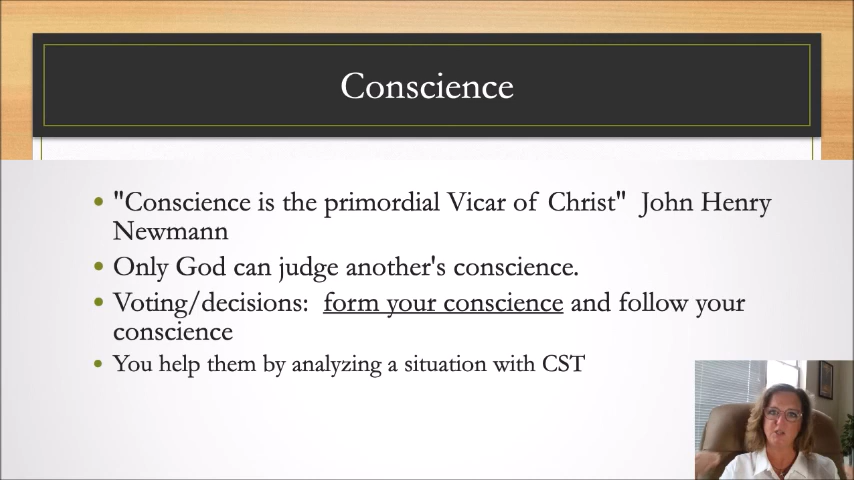 Conscience
• "Conscience is the primordial Vicar of Christ"  John Henry
Newmann
• Only God can judge another's conscience.
• Voting/decisions:  form your conscience and follow your
conscience
• You help them by analyzing a situation with CST